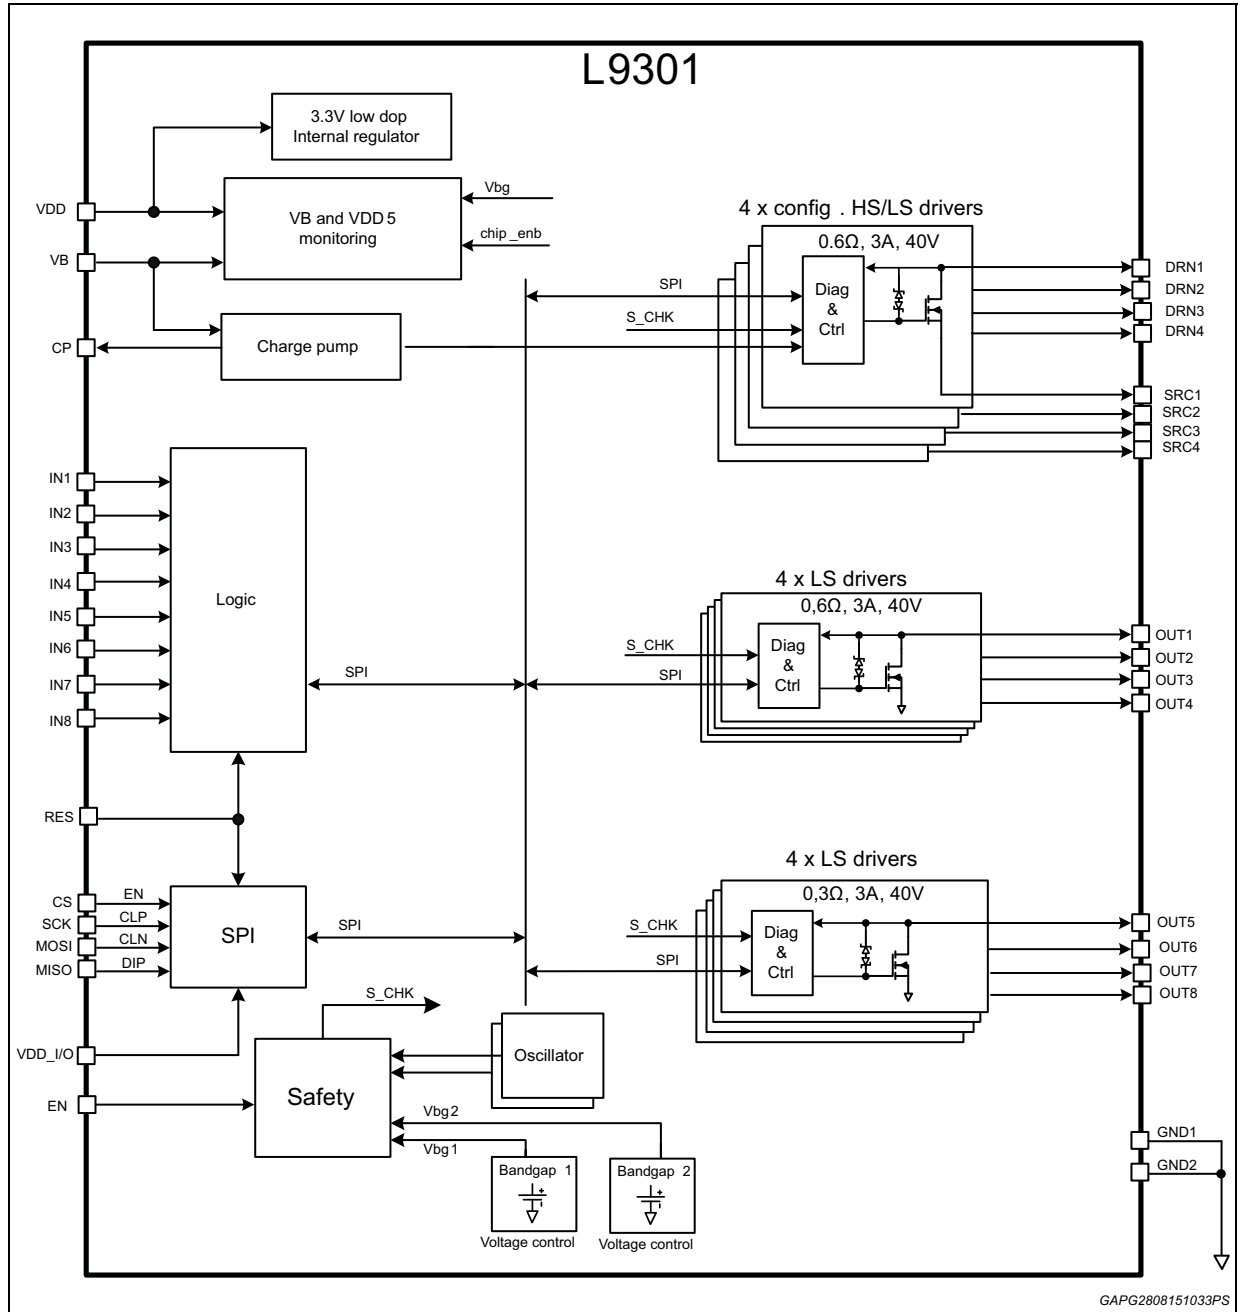 L9301
3.3V low dop
Internal regulator
VDD
VB
CP
VB and VDD 5
monitoring
Vbg
chip_enb
Charge pump
4 x config . HS/LS drivers
0.6Ω, 3A, 40V
SPI
S_CHK
Diag
&
Ctrl
DRN1
DRN2
DRN3
DRN4
SRC1
SRC2
SRC3
SRC4
IN1
IN2
IN3
IN4
IN5
IN6
IN7
IN8
Logic
SPI
4 x LS drivers
0,6Ω, 3A, 40V
S_CHK
SPI
Diag
&
Ctrl
OUT1
OUT2
OUT3
OUT4
RES
CS
SCK
MOSI
MISO
EN
CLP
CLN
DIP
SPI
SPI
4 x LS drivers
0,3Ω, 3A, 40V
S_CHK
SPI
Diag
&
Ctrl
OUT5
OUT6
OUT7
OUT8
VDD_I/O
EN
S_CHK
Safety
Oscillator
Vbg2
Vbg1
Bandgap 1
+
-
Voltage control
Bandgap 2
+
-
Voltage control
GND1
GND2
GAPG2808151033PS